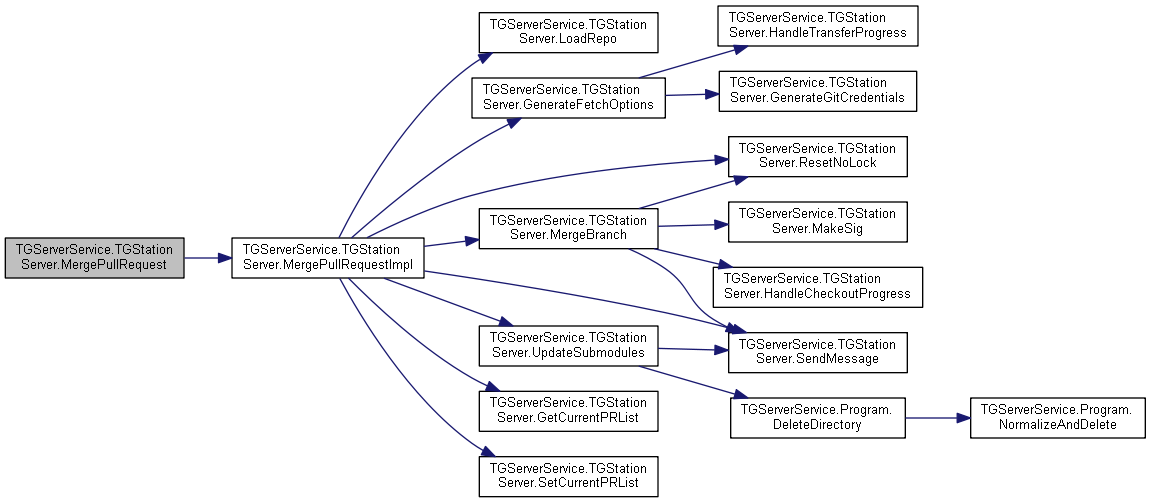 TGServerService.TGStation
Server.MergePullRequest
TGServerService.TGStation
Server.MergePullRequestImpl
TGServerService.TGStation
Server.LoadRepo
TGServerService.TGStation
Server.GenerateFetchOptions
TGServerService.TGStation
Server.HandleTransferProgress
TGServerService.TGStation
Server.GenerateGitCredentials
TGServerService.TGStation
Server.ResetNoLock
TGServerService.TGStation
Server.MergeBranch
TGServerService.TGStation
Server.MakeSig
TGServerService.TGStation
Server.HandleCheckoutProgress
TGServerService.TGStation
Server.SendMessage
TGServerService.TGStation
Server.UpdateSubmodules
TGServerService.Program.
DeleteDirectory
TGServerService.Program.
NormalizeAndDelete
TGServerService.TGStation
Server.GetCurrentPRList
TGServerService.TGStation
Server.SetCurrentPRList